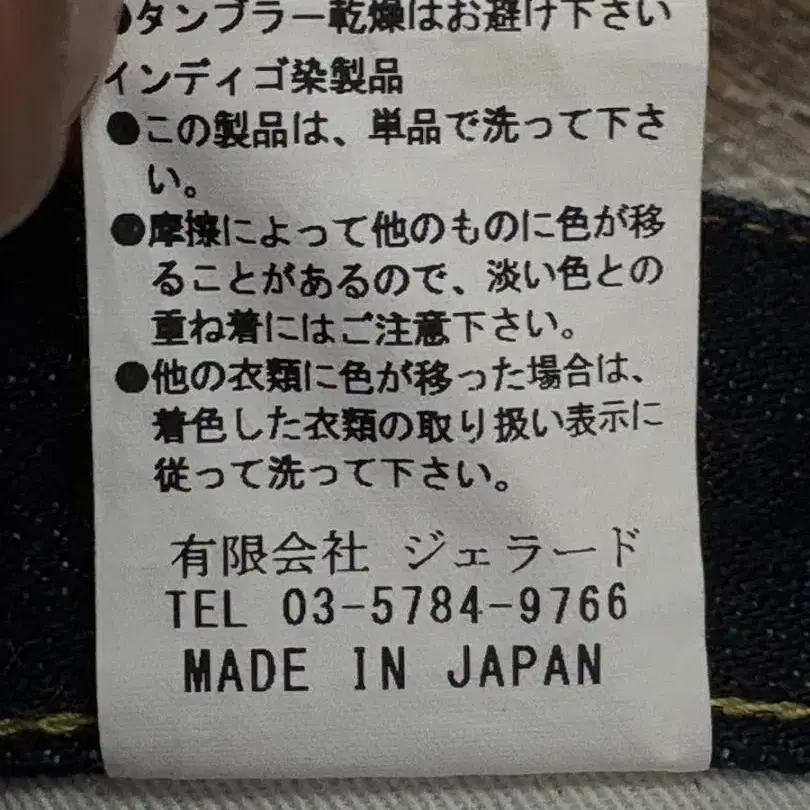 ●タンブラー乾燥はお避け下さい
インディゴ染製品
●この製品は、単品で洗って下さ
い。
●摩擦によって他のものに色が移
ることがあるので、淡い色との
重ね着にはご注意下さい。
●他の衣類に色が移った場合は、
着色した衣類の取り扱い表示に
従って洗って下さい。
有限会社 ジェラード
TEL 03-5784-9766
MADE IN JAPAN